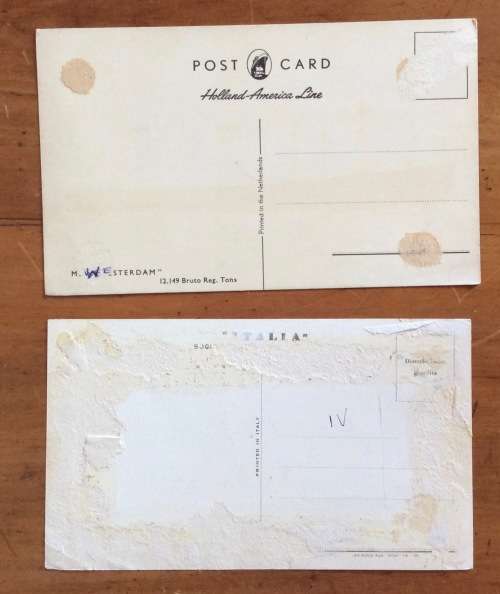 POST CARD
Holland-America Line
Printed in the Netherlands
M. WESTERDAM"
12.149 Bruto Reg. Tons
"ITALIA"
PRINTED IN ITALY
IV